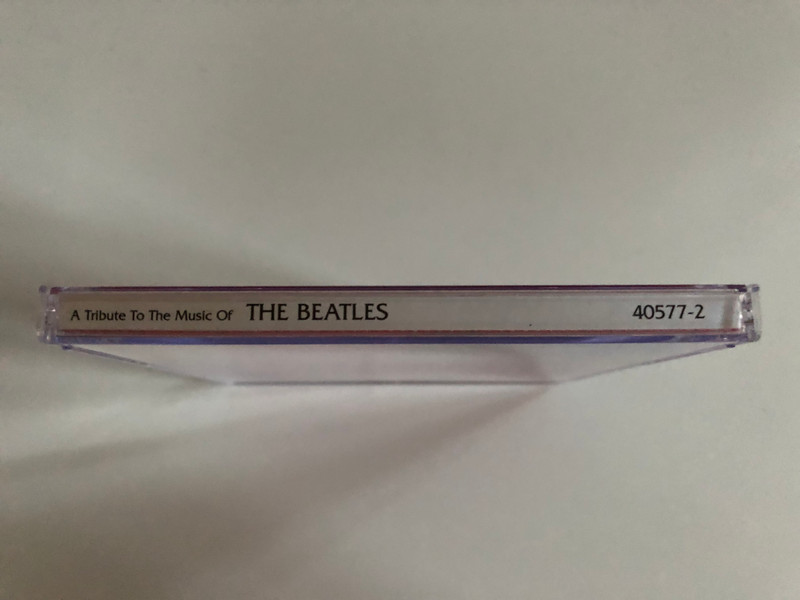 A Tribute To The Music Of THE BEATLES 40577-2